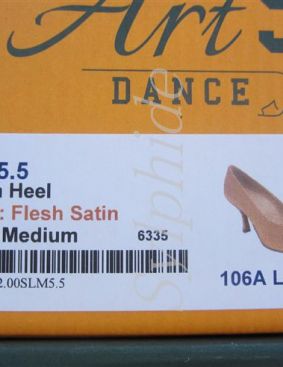 Art S
DANCE
5.5
Heel
: Flesh Satin
Medium 6335
2.00SLM5.5
106A L
Sylphide